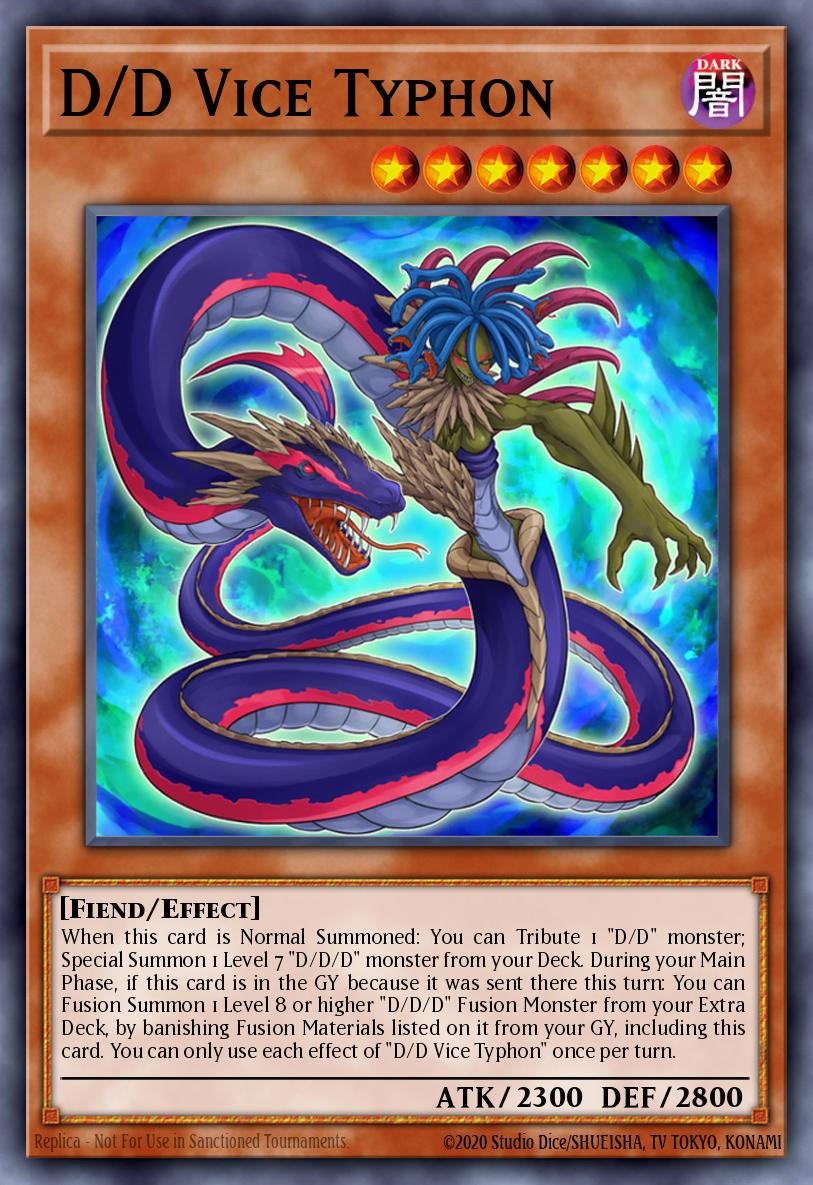 D/D Vice Typhon
DARK
闇
[Fiend/Effect]
When this card is Normal Summoned: You can Tribute 1 "D/D" monster;
Special Summon 1 Level 7 "D/D/D" monster from your Deck. During your Main
Phase, if this card is in the GY because it was sent there this turn: You can
Fusion Summon 1 Level 8 or higher "D/D/D" Fusion Monster from your Extra
Deck, by banishing Fusion Materials listed on it from your GY, including this
card. You can only use each effect of "D/D Vice Typhon" once per turn.
ATK/2300 DEF/2800
Replica - Not For Use in Sanctioned Tournaments.
©2020 Studio Dice/SHUEISHA, TV TOKYO, KONAMI